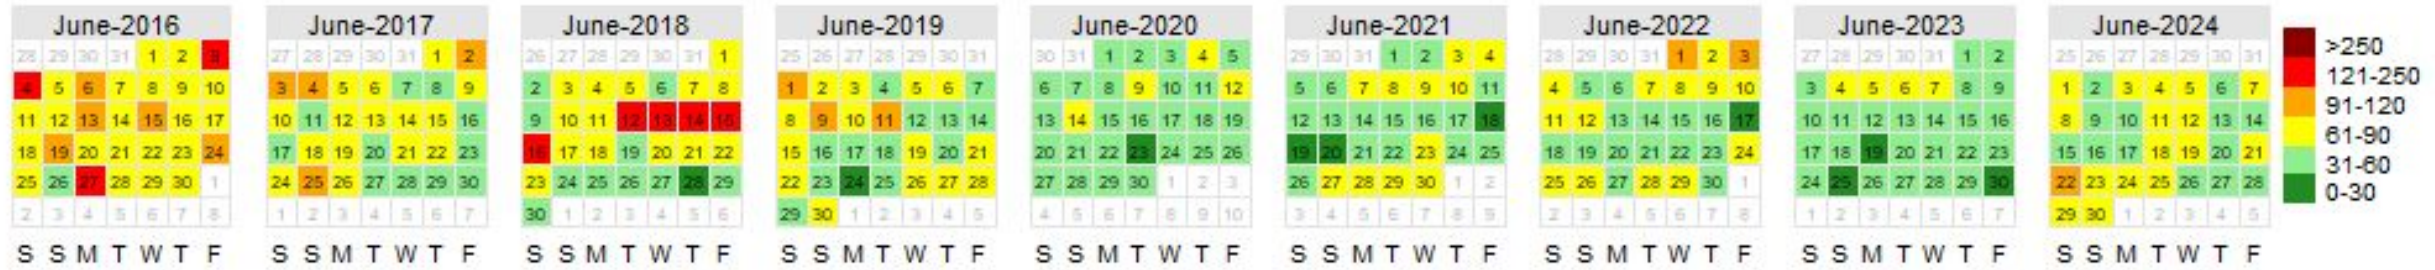 June-2016
28 29 30 31 1 2 3
4 5 6 7 8 9 10
11 12 13 14 15 16 17
18 19 20 21 22 23 24
25 26 27 28 29 30 1
2 3 4 5 6 7 8
S S M T W T F
June-2017
27 28 29 30 31 1 2
3 4 5 6 7 8 9
10 11 12 13 14 15 16
17 18 19 20 21 22 23
24 25 26 27 28 29 30
1 2 3 4 5 6 7
S S M T W T F
June-2018
26 27 28 29 30 31 1
2 3 4 5 6 7 8
9 10 11 12 13 14 15
16 17 18 19 20 21 22
23 24 25 26 27 28 29
30 1 2 3 4 5 6
S S M T W T F
June-2019
25 26 27 28 29 30 31
1 2 3 4 5 6 7
8 9 10 11 12 13 14
15 16 17 18 19 20 21
22 23 24 25 26 27 28
29 30 1 2 3 4 5
S S M T W T F
June-2020
30 31 1 2 3 4 5
6 7 8 9 10 11 12
13 14 15 16 17 18 19
20 21 22 23 24 25 26
27 28 29 30 1 2 3
4 5 6 7 8 9 10
S S M T W T F
June-2021
29 30 31 1 2 3 4
5 6 7 8 9 10 11
12 13 14 15 16 17 18
19 20 21 22 23 24 25
26 27 28 29 30 1 2
3 4 5 6 7 8 9
S S M T W T F
June-2022
28 29 30 31 1 2 3
4 5 6 7 8 9 10
11 12 13 14 15 16 17
18 19 20 21 22 23 24
25 26 27 28 29 30 1
2 3 4 5 6 7 8
S S M T W T F
June-2023
27 28 29 30 31 1 2
3 4 5 6 7 8 9
10 11 12 13 14 15 16
17 18 19 20 21 22 23
24 25 26 27 28 29 30
1 2 3 4 5 6 7
S S M T W T F
June-2024
25 26 27 28 29 30 31
1 2 3 4 5 6 7
8 9 10 11 12 13 14
15 16 17 18 19 20 21
22 23 24 25 26 27 28
29 30 1 2 3 4 5
S S M T W T F
>250
121-250
91-120
61-90
31-60
0-30